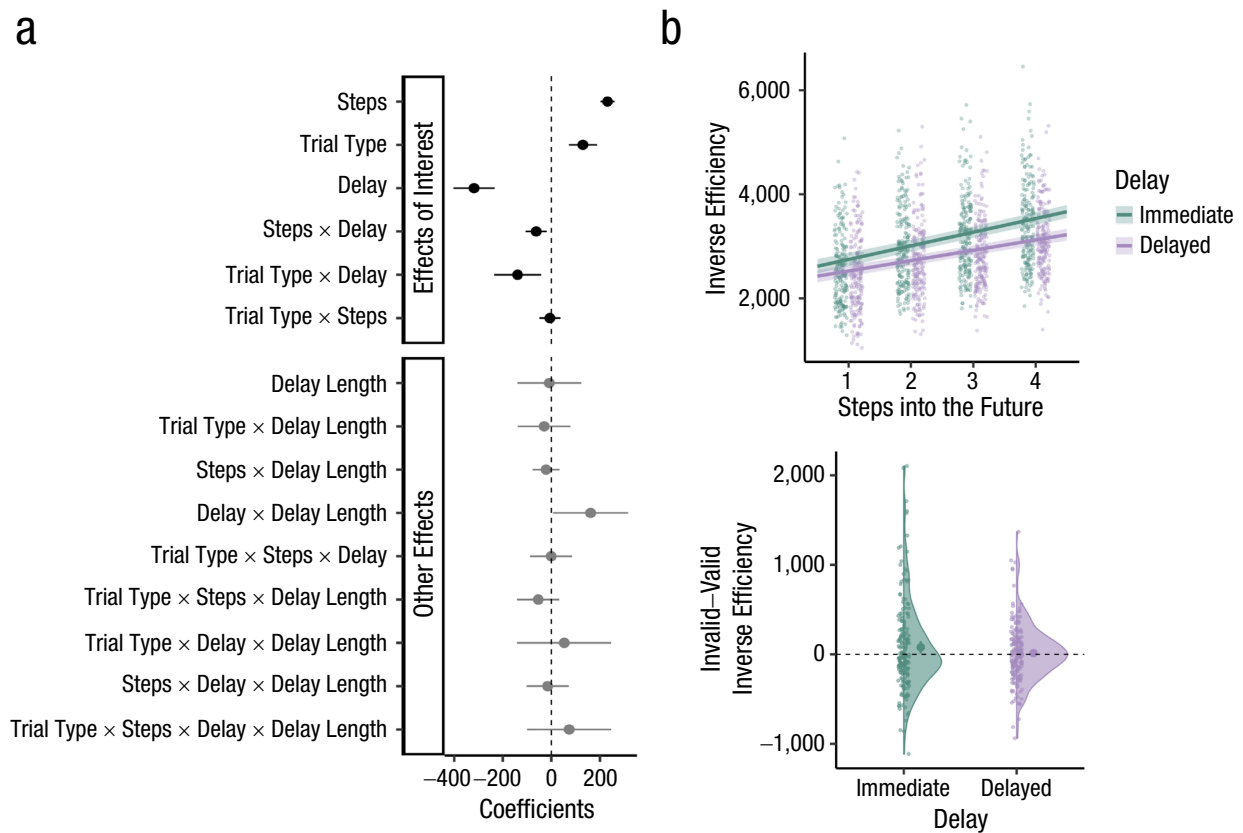 a
Effects of Interest
Steps
Trial Type
Delay
Steps × Delay
Trial Type × Delay
Trial Type × Steps
Other Effects
Delay Length
Trial Type × Delay Length
Steps × Delay Length
Delay × Delay Length
Trial Type × Steps × Delay
Trial Type × Steps × Delay Length
Trial Type × Delay × Delay Length
Steps × Delay × Delay Length
Trial Type × Steps × Delay × Delay Length
−400 −200 0 200
Coefficients
b
Inverse Efficiency
6,000
4,000
2,000
1 2 3 4
Steps into the Future
Delay
Immediate
Delayed
Invalid–Valid
Inverse Efficiency
2,000
1,000
0
−1,000
Immediate Delayed
Delay